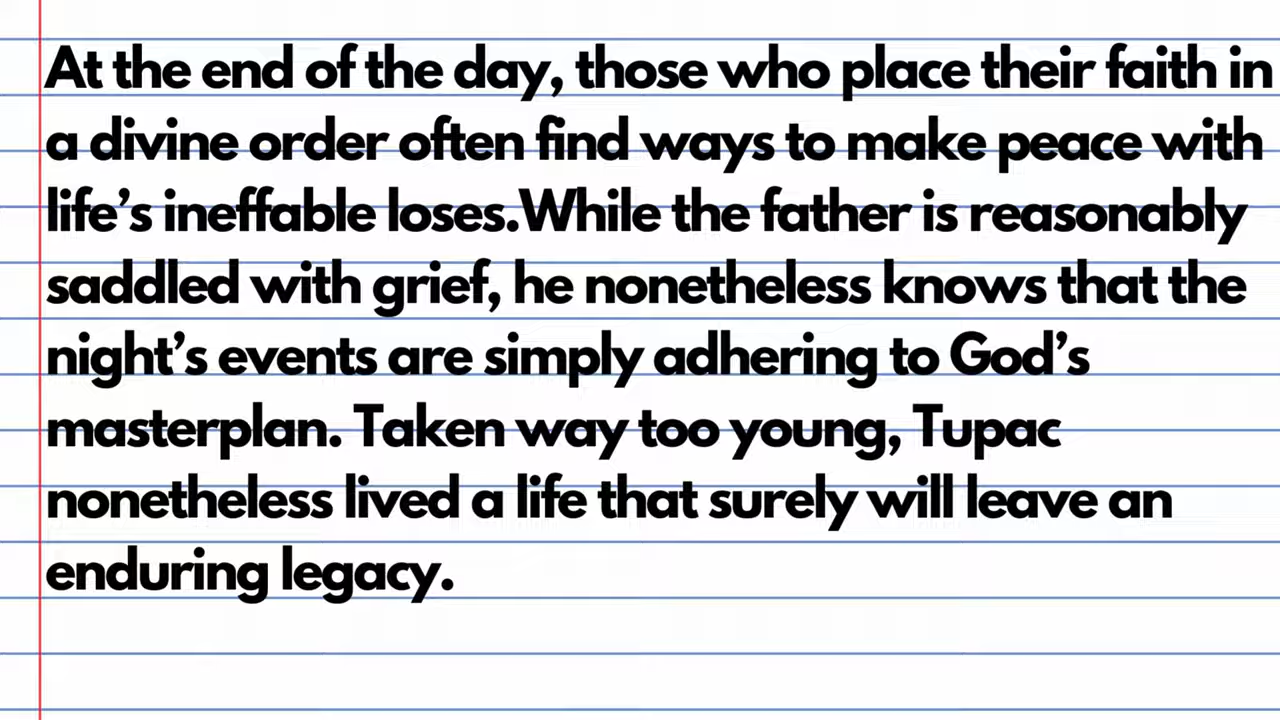 At the end of the day, those who place their faith in
a divine order often find ways to make peace with
life’s ineffable loses.While the father is reasonably
saddled with grief, he nonetheless knows that the
night’s events are simply adhering to God’s
masterplan. Taken way too young, Tupac
nonetheless lived a life that surely will leave an
enduring legacy.